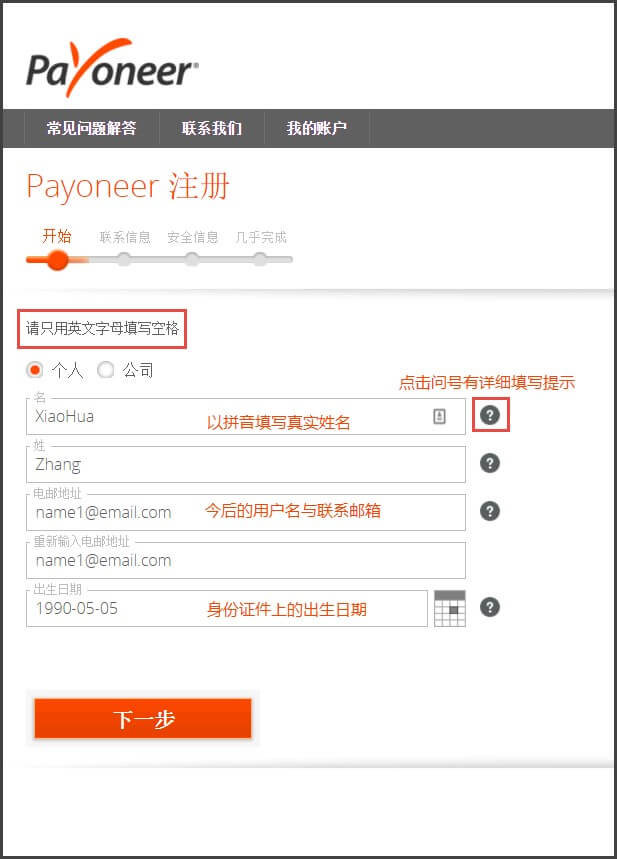 Payoneer®
常见问题解答 联系我们 我的账户
Payoneer 注册
开始 联系信息 安全信息 几乎完成
请只用英文字母填写空格
个人 公司
点击问号有详细填写提示
名
XiaoHua 以拼音填写真实姓名 ?
姓
Zhang ?
电邮地址
name1@email.com 今后的用户名与联系邮箱 ?
重新输入电邮地址
name1@email.com
出生日期
1990-05-05 身份证件上的出生日期 ?
下一步